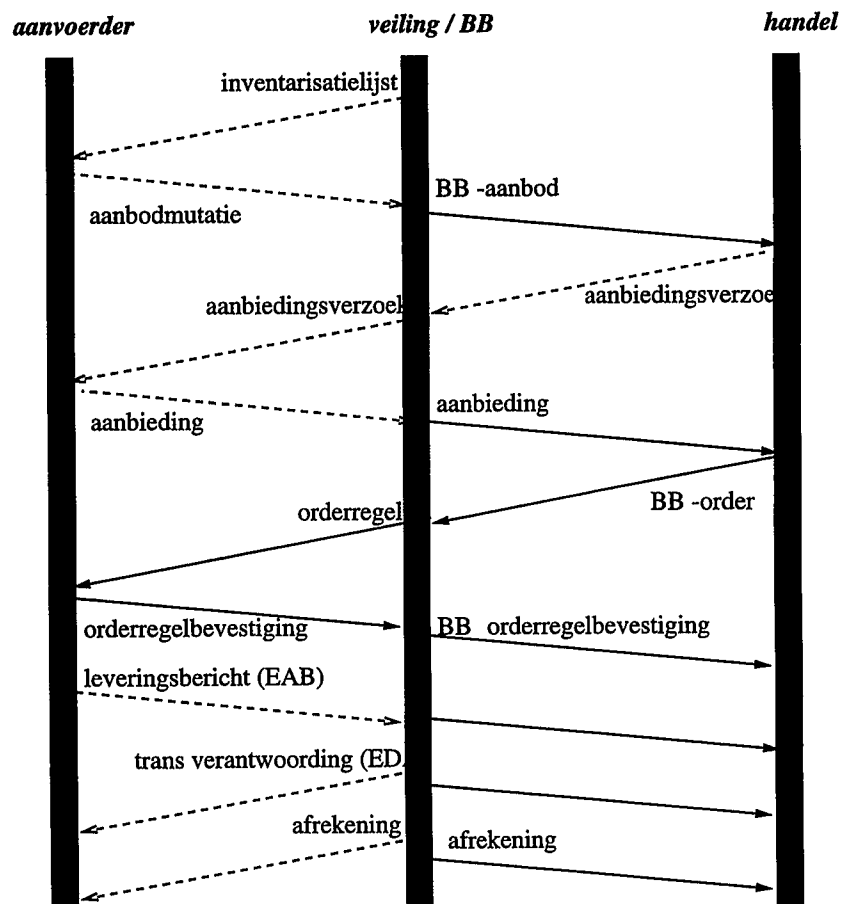 aanvoerder veiling / BB handel
inventarisatielijst
BB -aanbod
aanbodmutatie
aanbiedingsverzoek
aanbiedingsverzoe
aanbieding
aanbieding
BB -order
orderregel
orderregelbevestiging
BB orderregelbevestiging
leveringsbericht (EAB)
trans verantwoording (ED
afrekening
afrekening